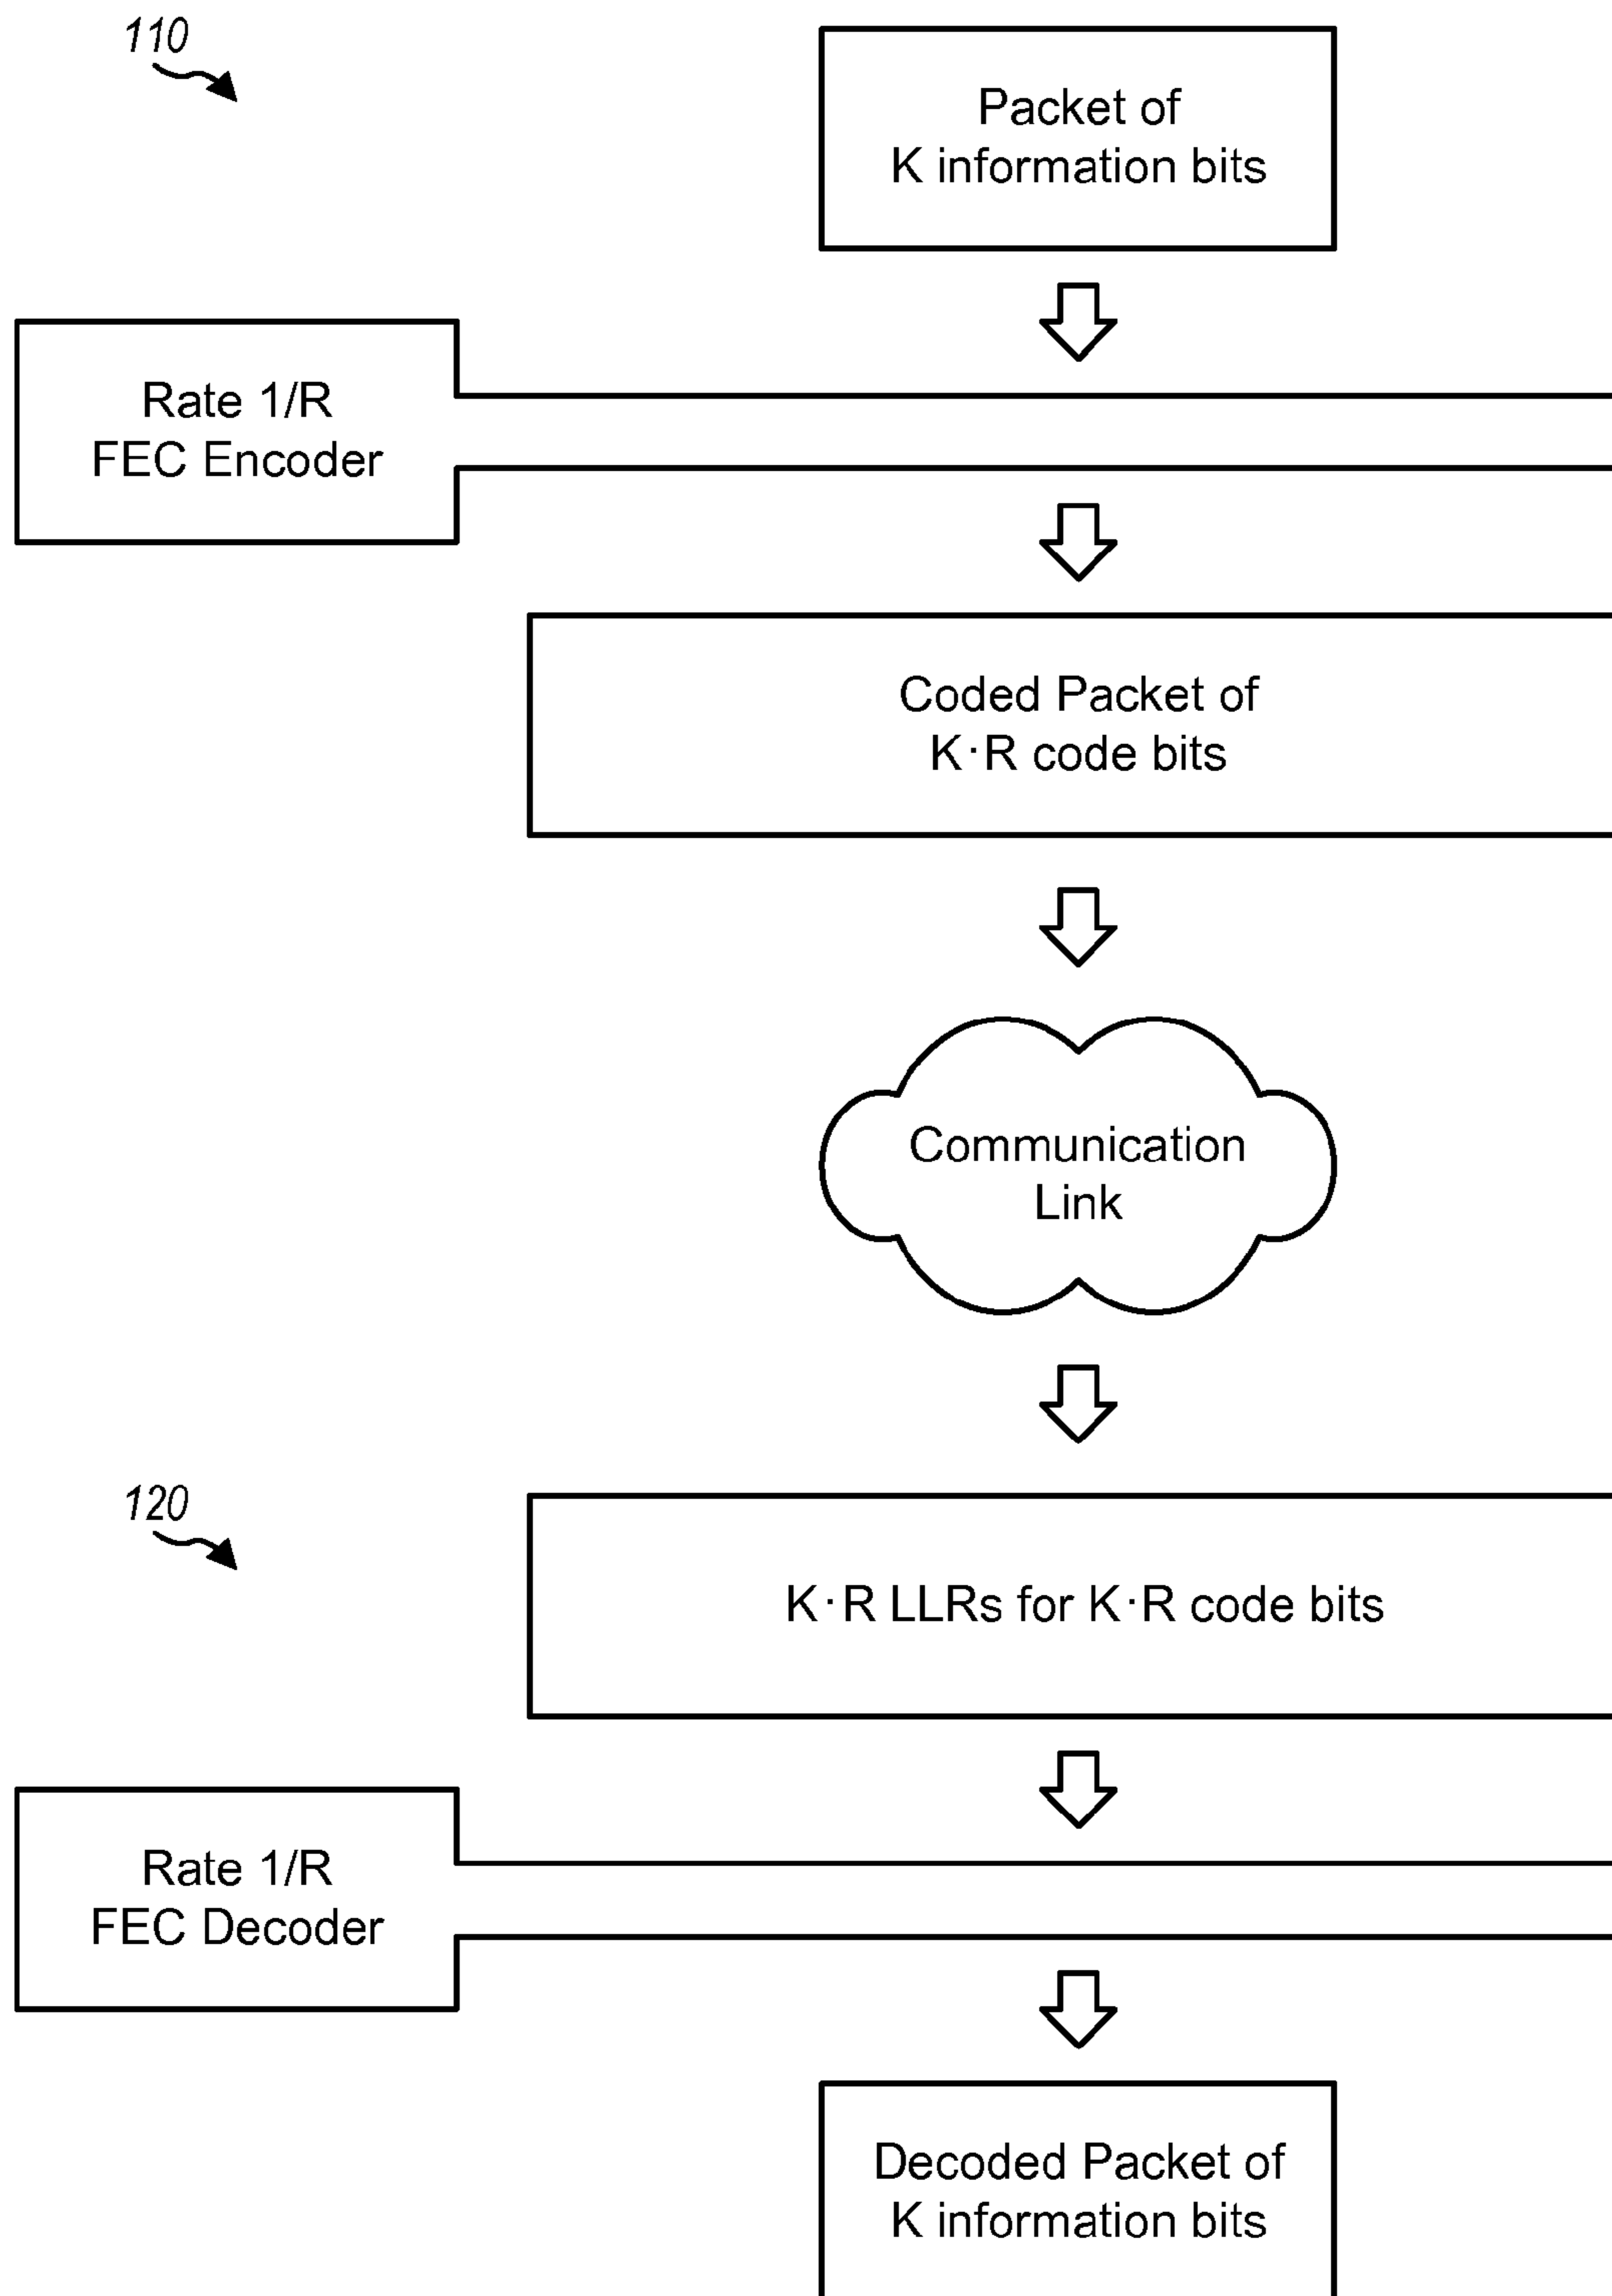 110
Packet of
K information bits
Rate 1/R
FEC Encoder
Coded Packet of
K·R code bits
Communication
Link
120
K·R LLRs for K·R code bits
Rate 1/R
FEC Decoder
Decoded Packet of
K information bits